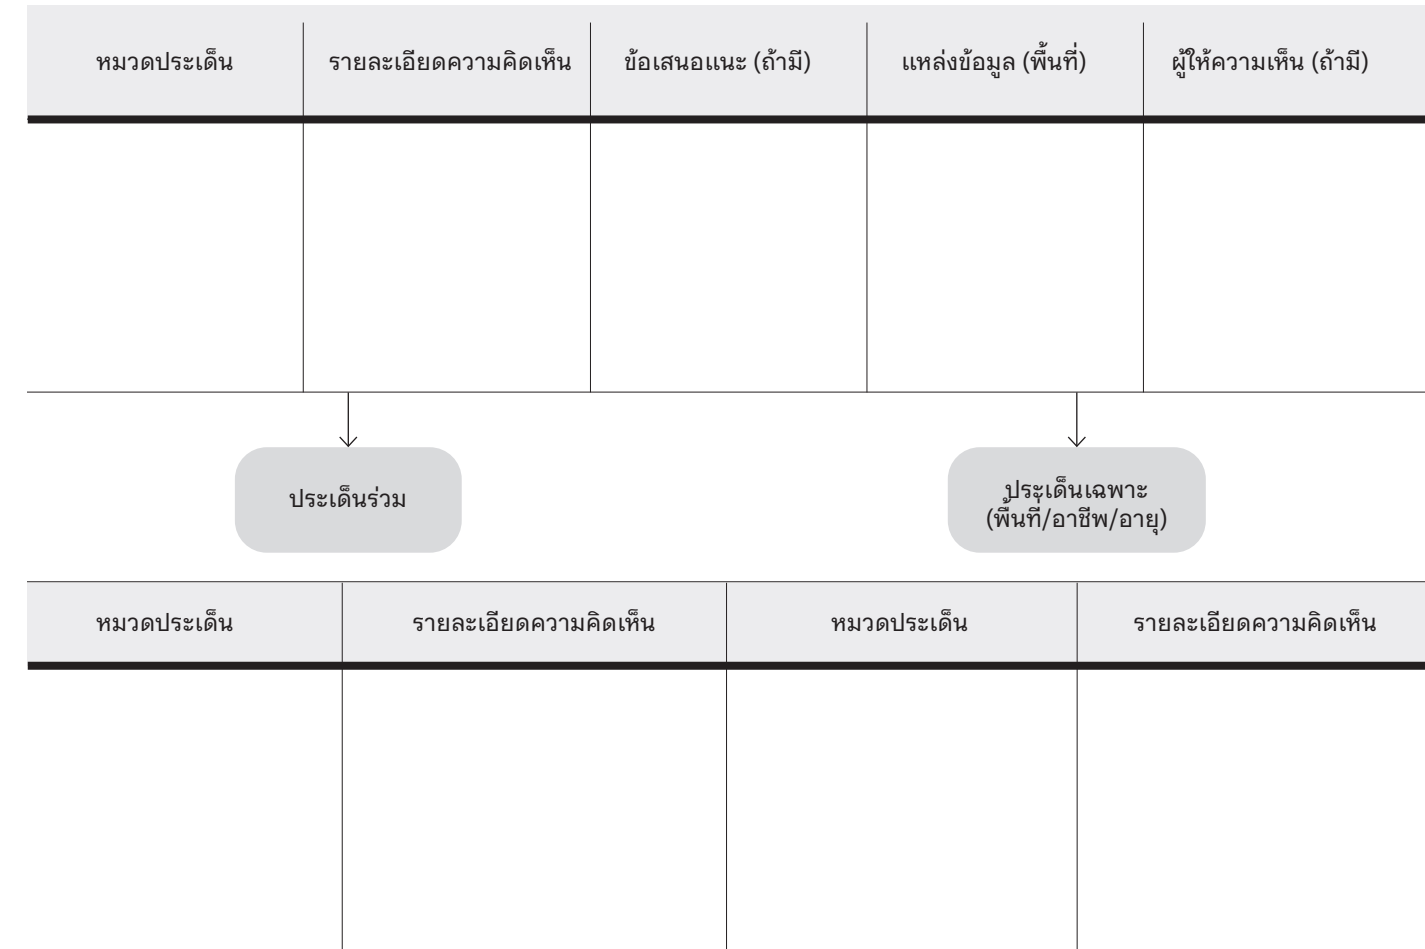 หมวดประเด็น
รายละเอียดความคิดเห็น
ข้อเสนอแนะ (ถ้ามี)
แหล่งข้อมูล (พื้นที่)
ผู้ให้ความเห็น (ถ้ามี)
ประเด็นร่วม
ประเด็นเฉพาะ
(พื้นที่/อาชีพ/อายุ)
หมวดประเด็น
รายละเอียดความคิดเห็น
หมวดประเด็น
รายละเอียดความคิดเห็น